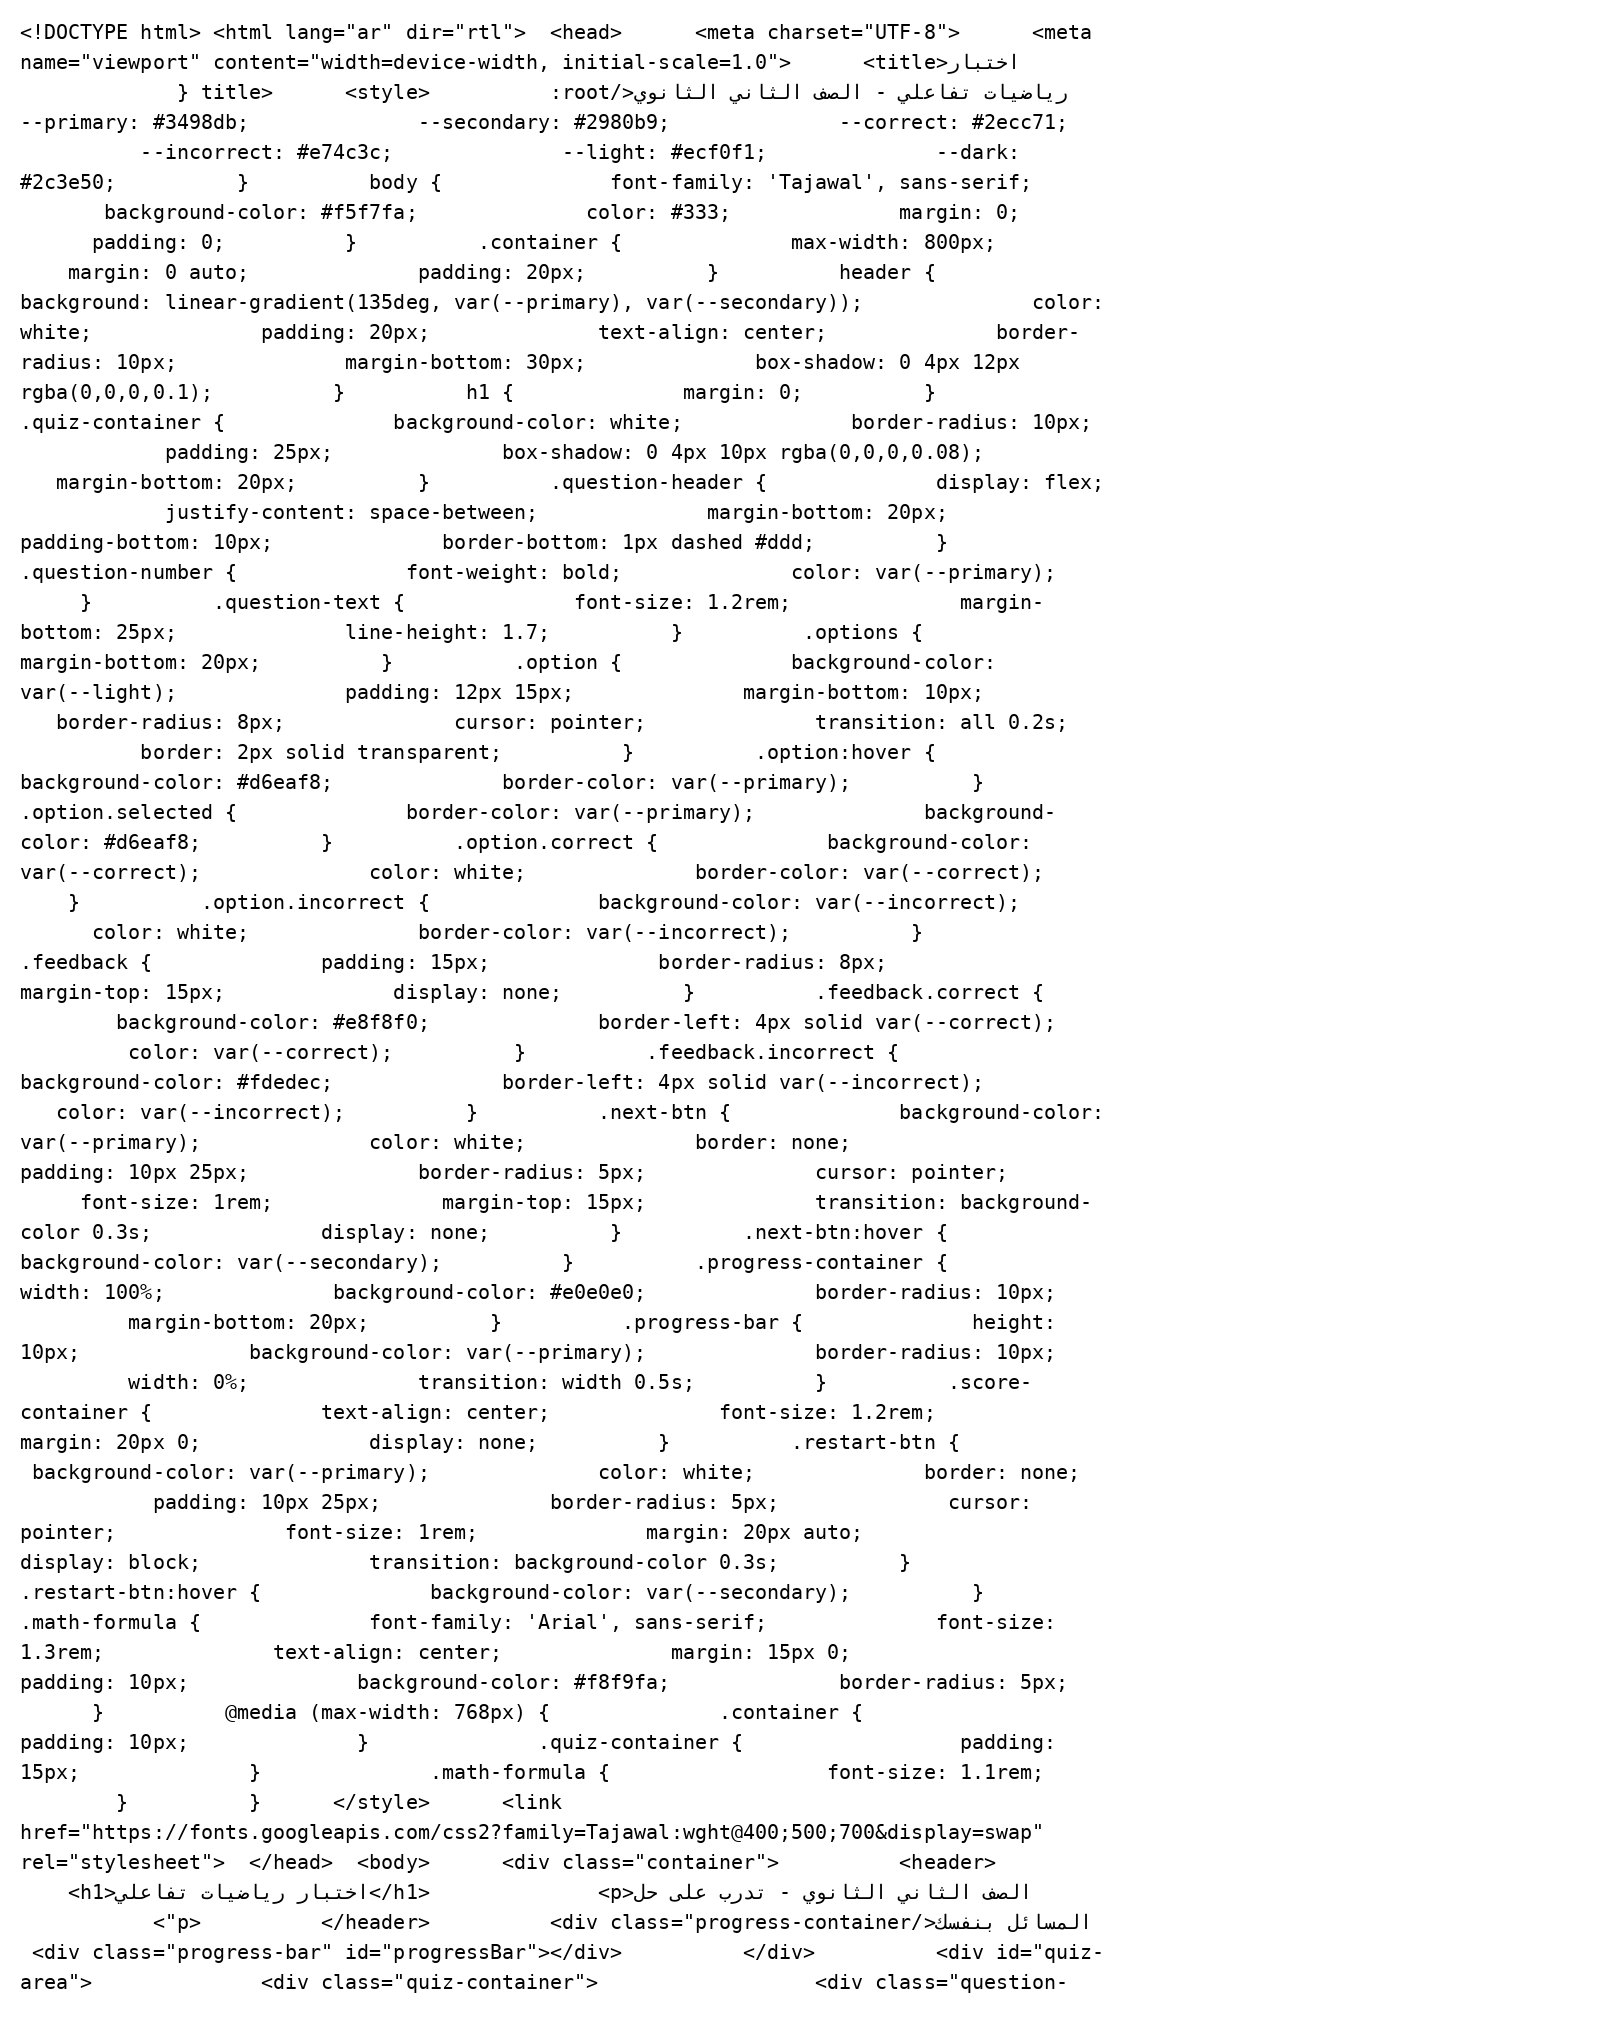 <!DOCTYPE html> <html lang="ar" dir="rtl">  <head>      <meta charset="UTF-8">      <meta
name="viewport" content="width=device-width, initial-scale=1.0">      <title>اختبار
رياضيات تفاعلي - الصف الثاني الثانوي</title>      <style>          :root {
--primary: #3498db;              --secondary: #2980b9;              --correct: #2ecc71;
--incorrect: #e74c3c;              --light: #ecf0f1;              --dark:
#2c3e50;          }          body {              font-family: 'Tajawal', sans-serif;
background-color: #f5f7fa;              color: #333;              margin: 0;
padding: 0;          }          .container {              max-width: 800px;
margin: 0 auto;              padding: 20px;          }          header {
background: linear-gradient(135deg, var(--primary), var(--secondary));              color:
white;              padding: 20px;              text-align: center;              border-
radius: 10px;              margin-bottom: 30px;              box-shadow: 0 4px 12px
rgba(0,0,0,0.1);          }          h1 {              margin: 0;          }
.quiz-container {              background-color: white;              border-radius: 10px;
padding: 25px;              box-shadow: 0 4px 10px rgba(0,0,0,0.08);
margin-bottom: 20px;          }          .question-header {              display: flex;
justify-content: space-between;              margin-bottom: 20px;
padding-bottom: 10px;              border-bottom: 1px dashed #ddd;          }
.question-number {              font-weight: bold;              color: var(--primary);
}          .question-text {              font-size: 1.2rem;              margin-
bottom: 25px;              line-height: 1.7;          }          .options {
margin-bottom: 20px;          }          .option {              background-color:
var(--light);              padding: 12px 15px;              margin-bottom: 10px;
border-radius: 8px;              cursor: pointer;              transition: all 0.2s;
border: 2px solid transparent;          }          .option:hover {
background-color: #d6eaf8;              border-color: var(--primary);          }
.option.selected {              border-color: var(--primary);              background-
color: #d6eaf8;          }          .option.correct {              background-color:
var(--correct);              color: white;              border-color: var(--correct);
}          .option.incorrect {              background-color: var(--incorrect);
color: white;              border-color: var(--incorrect);          }
.feedback {              padding: 15px;              border-radius: 8px;
margin-top: 15px;              display: none;          }          .feedback.correct {
background-color: #e8f8f0;              border-left: 4px solid var(--correct);
color: var(--correct);          }          .feedback.incorrect {
background-color: #fdedec;              border-left: 4px solid var(--incorrect);
color: var(--incorrect);          }          .next-btn {              background-color:
var(--primary);              color: white;              border: none;
padding: 10px 25px;              border-radius: 5px;              cursor: pointer;
font-size: 1rem;              margin-top: 15px;              transition: background-
color 0.3s;              display: none;          }          .next-btn:hover {
background-color: var(--secondary);          }          .progress-container {
width: 100%;              background-color: #e0e0e0;              border-radius: 10px;
margin-bottom: 20px;          }          .progress-bar {              height:
10px;              background-color: var(--primary);              border-radius: 10px;
width: 0%;              transition: width 0.5s;          }          .score-
container {              text-align: center;              font-size: 1.2rem;
margin: 20px 0;              display: none;          }          .restart-btn {
background-color: var(--primary);              color: white;              border: none;
padding: 10px 25px;              border-radius: 5px;              cursor:
pointer;              font-size: 1rem;              margin: 20px auto;
display: block;              transition: background-color 0.3s;          }
.restart-btn:hover {              background-color: var(--secondary);          }
.math-formula {              font-family: 'Arial', sans-serif;              font-size:
1.3rem;              text-align: center;              margin: 15px 0;
padding: 10px;              background-color: #f8f9fa;              border-radius: 5px;
}          @media (max-width: 768px) {              .container {
padding: 10px;              }              .quiz-container {                  padding:
15px;              }              .math-formula {                  font-size: 1.1rem;
}          }      </style>      <link
href="https://fonts.googleapis.com/css2?family=Tajawal:wght@400;500;700&display=swap"
rel="stylesheet">  </head>  <body>      <div class="container">          <header>
<h1>اختبار رياضيات تفاعلي</h1>              <p>الصف الثاني الثانوي - تدرب على حل
المسائل بنفسك</p>          </header>          <div class="progress-container">
<div class="progress-bar" id="progressBar"></div>          </div>          <div id="quiz-
area">              <div class="quiz-container">                  <div class="question-